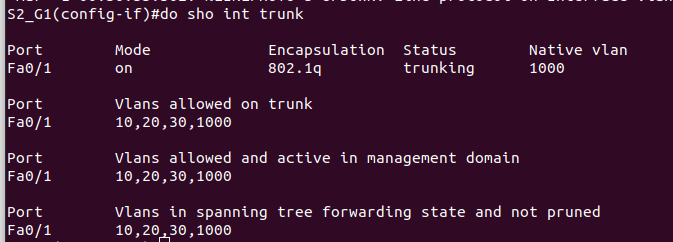 S2_G1(config-if)#do sho int trunk
Port Mode Encapsulation Status Native vlan
Fa0/1 on 802.1q trunking 1000
Port Vlans allowed on trunk
Fa0/1 10,20,30,1000
Port Vlans allowed and active in management domain
Fa0/1 10,20,30,1000
Port Vlans in spanning tree forwarding state and not pruned
Fa0/1 10,20,30,1000